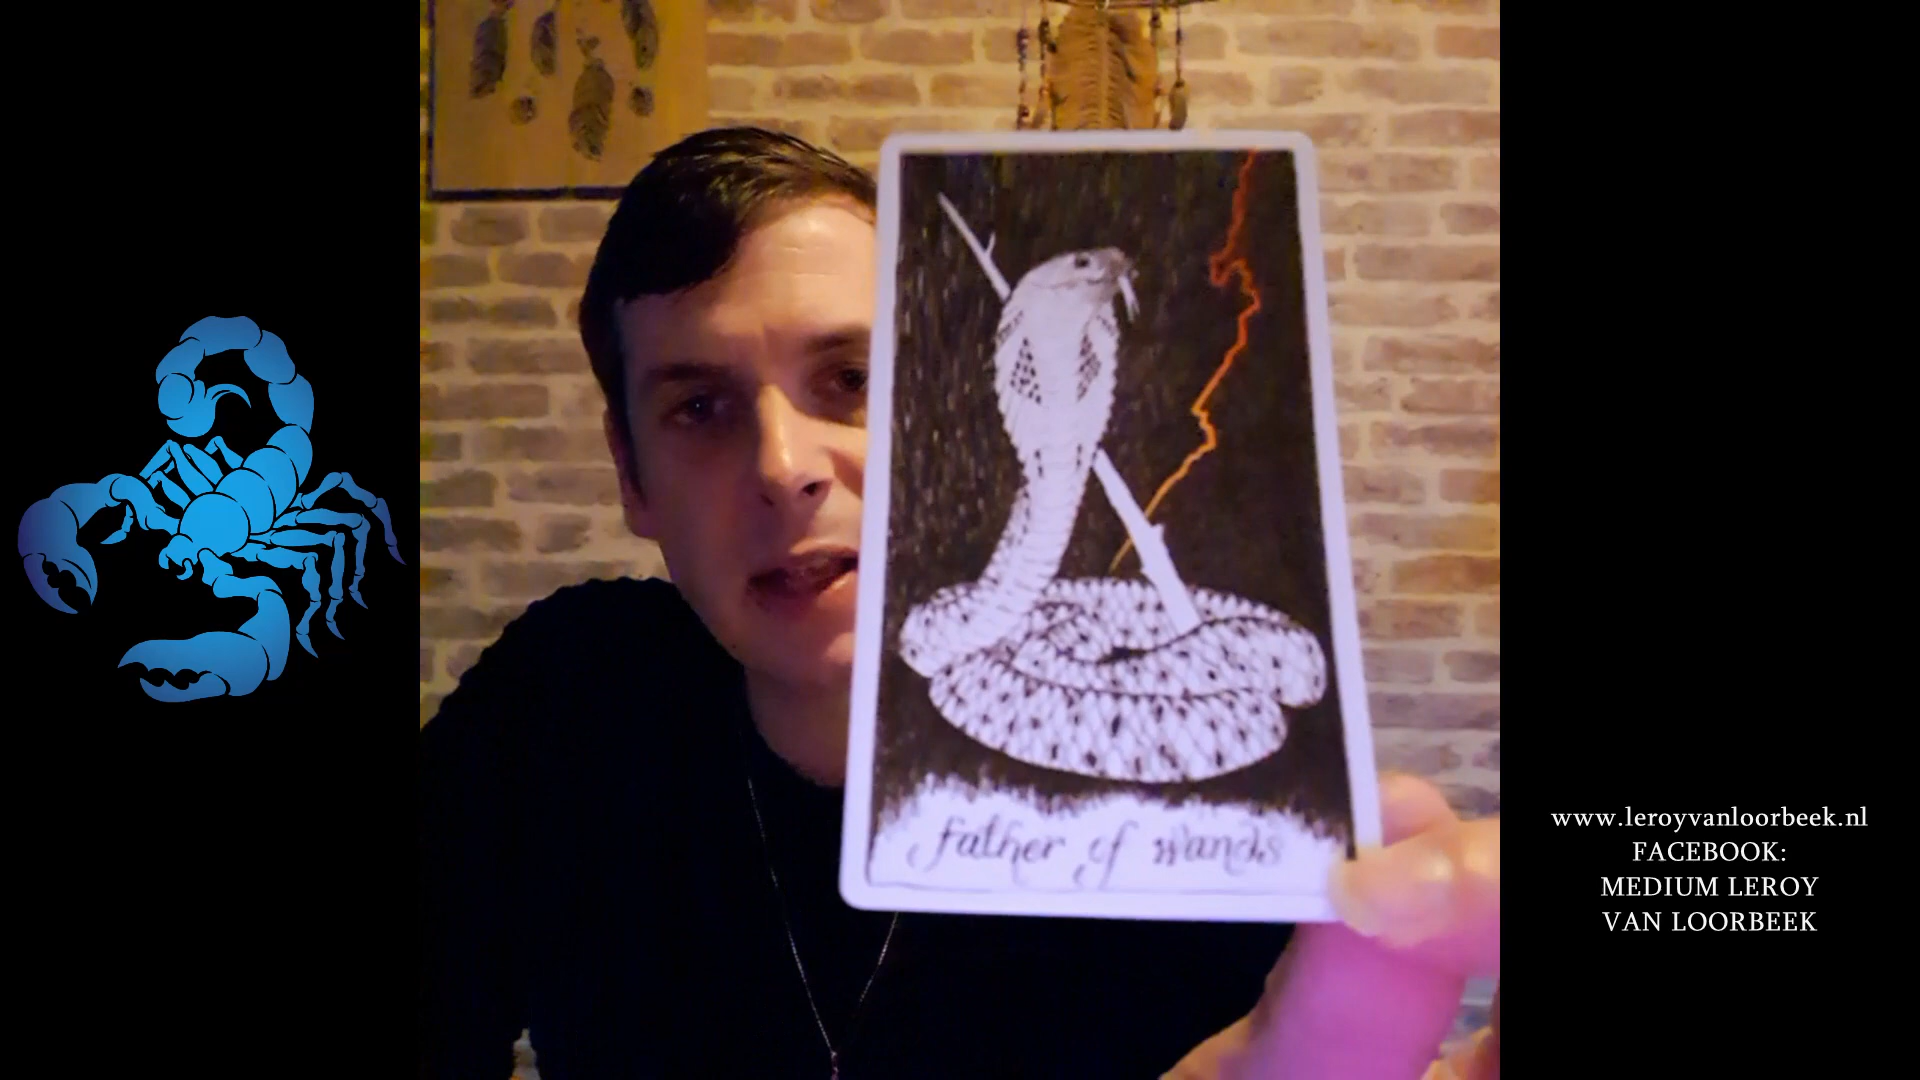 father of wands
www.leroyvanloorbeek.nl
FACEBOOK:
MEDIUM LEROY
VAN LOORBEEK